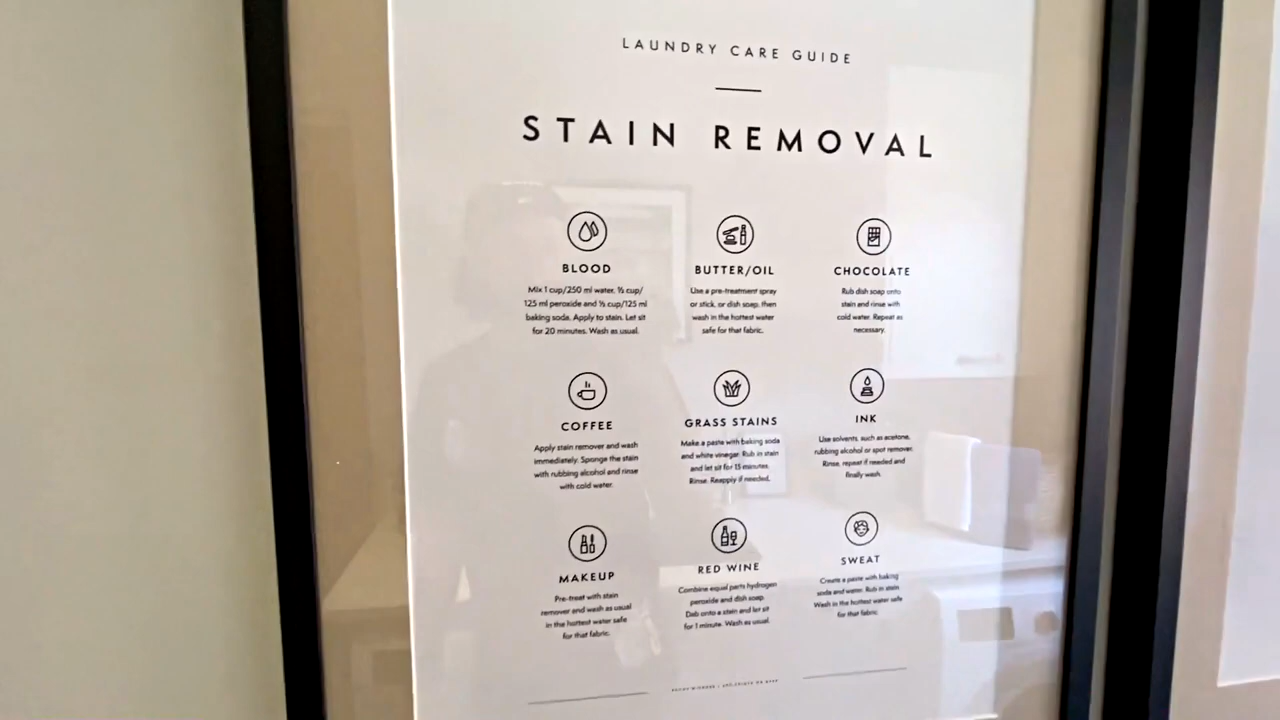 LAUNDRY CARE GUIDE
STAIN REMOVAL
BLOOD
Mix 1 cup/250 ml water, ½ cup/
125 ml peroxide and ½ cup/125 ml
baking soda. Apply to stain. Let sit
for 20 minutes. Wash as usual.
BUTTER/OIL
Use a pre-treatment spray
or stick, or dish soap, then
wash in the hottest water
safe for that fabric.
CHOCOLATE
Rub dish soap onto
stain and rinse with
cold water. Repeat as
necessary.
COFFEE
Apply stain remover and wash
immediately. Sponge the stain
with rubbing alcohol and rinse
with cold water.
GRASS STAINS
Make a paste with baking soda
and white vinegar. Rub in stain
and let sit for 15 minutes.
Rinse. Reapply if needed.
INK
Use solvents, such as acetone,
rubbing alcohol or spot remover.
Rinse, repeat if needed and
finally wash.
MAKEUP
Pre-treat with stain
remover and wash as usual
in the hottest water safe
for that fabric.
RED WINE
Combine equal parts hydrogen
peroxide and dish soap.
Dab onto a stain and let sit
for 1 minute. Wash as usual.
SWEAT
Create a paste with baking
soda and water. Rub in stain
Wash in the hottest water safe
for that fabric.